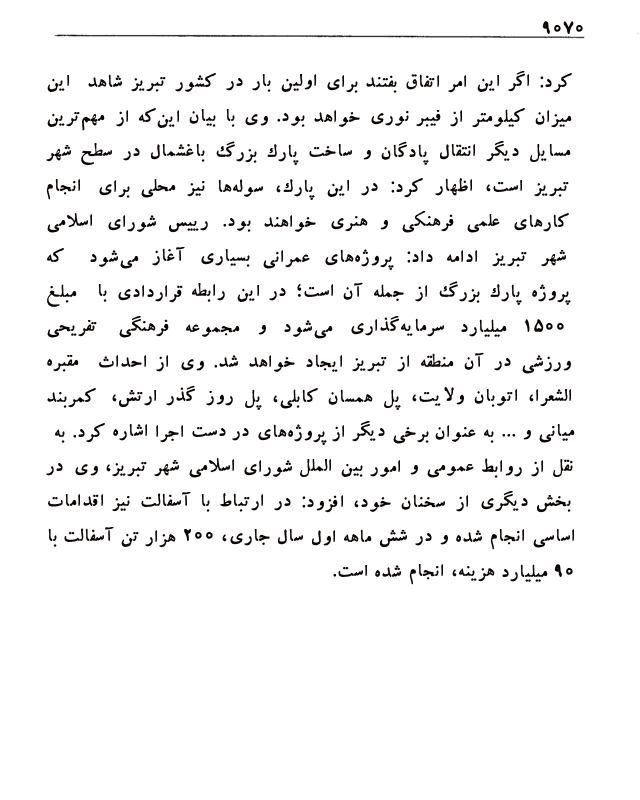 ۹۰۷۰
کرد: اگر این امر اتفاق بفتند برای اولین بار در کشور تبریز شاهد این
میزان کیلومتر از فیبر نوری خواهد بود. وی با بیان این‌که از مهم‌ترین
مسایل دیگر انتقال پادگان و ساخت پارك بزرگ باغشمال در سطح شهر
تبریز است، اظهار کرد: در این پارك، سوله‌ها نیز محلی برای انجام
کارهای علمی فرهنگی و هنری خواهند بود. رییس شورای اسلامی
شهر تبریز ادامه داد: پروژه‌های عمرانی بسیاری آغاز می‌شود که
پروژه پارك بزرگ از جمله آن است؛ در این رابطه قراردادی با مبلغ
۱۵۰۰ میلیارد سرمایه‌گذاری می‌شود و مجموعه فرهنگی تفریحی
ورزشی در آن منطقه از تبریز ایجاد خواهد شد. وی از احداث مقبره
الشعرا، اتوبان ولایت، پل همسان کابلی، پل روز گذر ارتش، کمربند
میانی و ... به عنوان برخی دیگر از پروژه‌های در دست اجرا اشاره کرد. به
نقل از روابط عمومی و امور بین الملل شورای اسلامی شهر تبریز، وی در
بخش دیگری از سخنان خود، افزود: در ارتباط با آسفالت نیز اقدامات
اساسی انجام شده و در شش ماهه اول سال جاری، ۲۰۰ هزار تن آسفالت با
۹۰ میلیارد هزینه، انجام شده است.